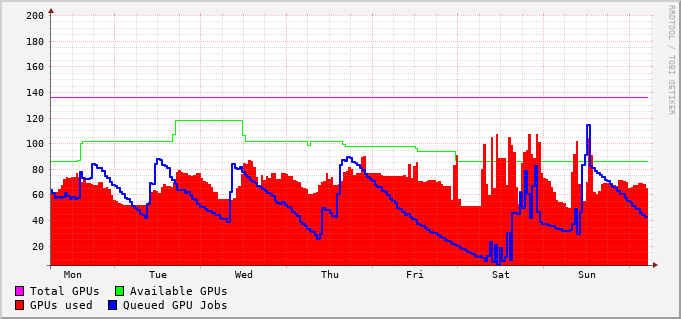 200
180
160
140
120
100
80
60
40
20
Mon Tue Wed Thu Fri Sat Sun
Total GPUs Available GPUs
GPUs used Queued GPU Jobs
RRDTOOL / TOBI OETIKER